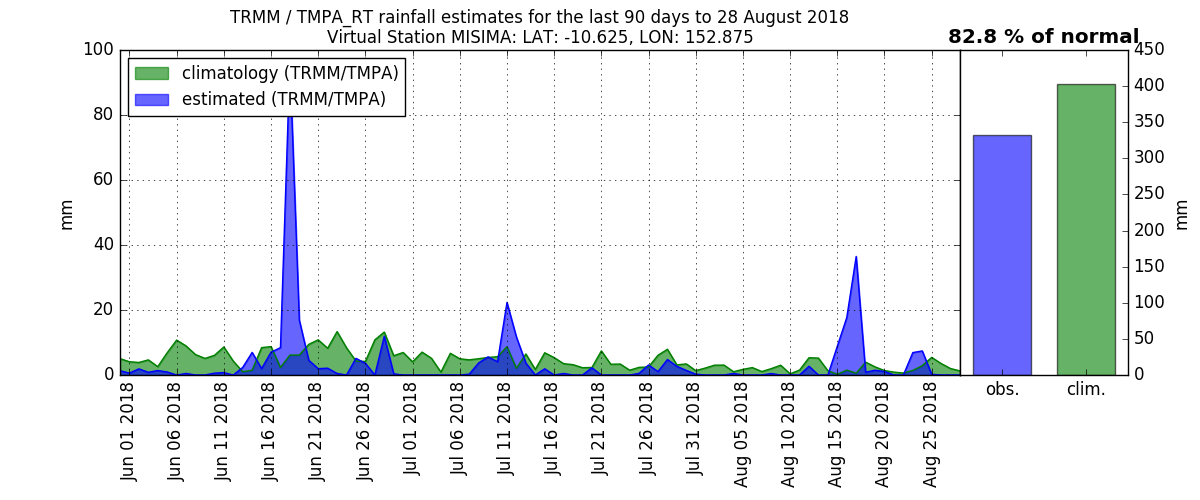 TRMM / TMPA_RT rainfall estimates for the last 90 days to 28 August 2018
Virtual Station MISIMA: LAT: -10.625, LON: 152.875
82.8 % of normal
climatology (TRMM/TMPA)
estimated (TRMM/TMPA)
100
80
60
40
20
0
mm
Jun 01 2018
Jun 06 2018
Jun 11 2018
Jun 16 2018
Jun 21 2018
Jun 26 2018
Jul 01 2018
Jul 06 2018
Jul 11 2018
Jul 16 2018
Jul 21 2018
Jul 26 2018
Jul 31 2018
Aug 05 2018
Aug 10 2018
Aug 15 2018
Aug 20 2018
Aug 25 2018
obs.
clim.
450
400
350
300
250
200
150
100
50
0
mm